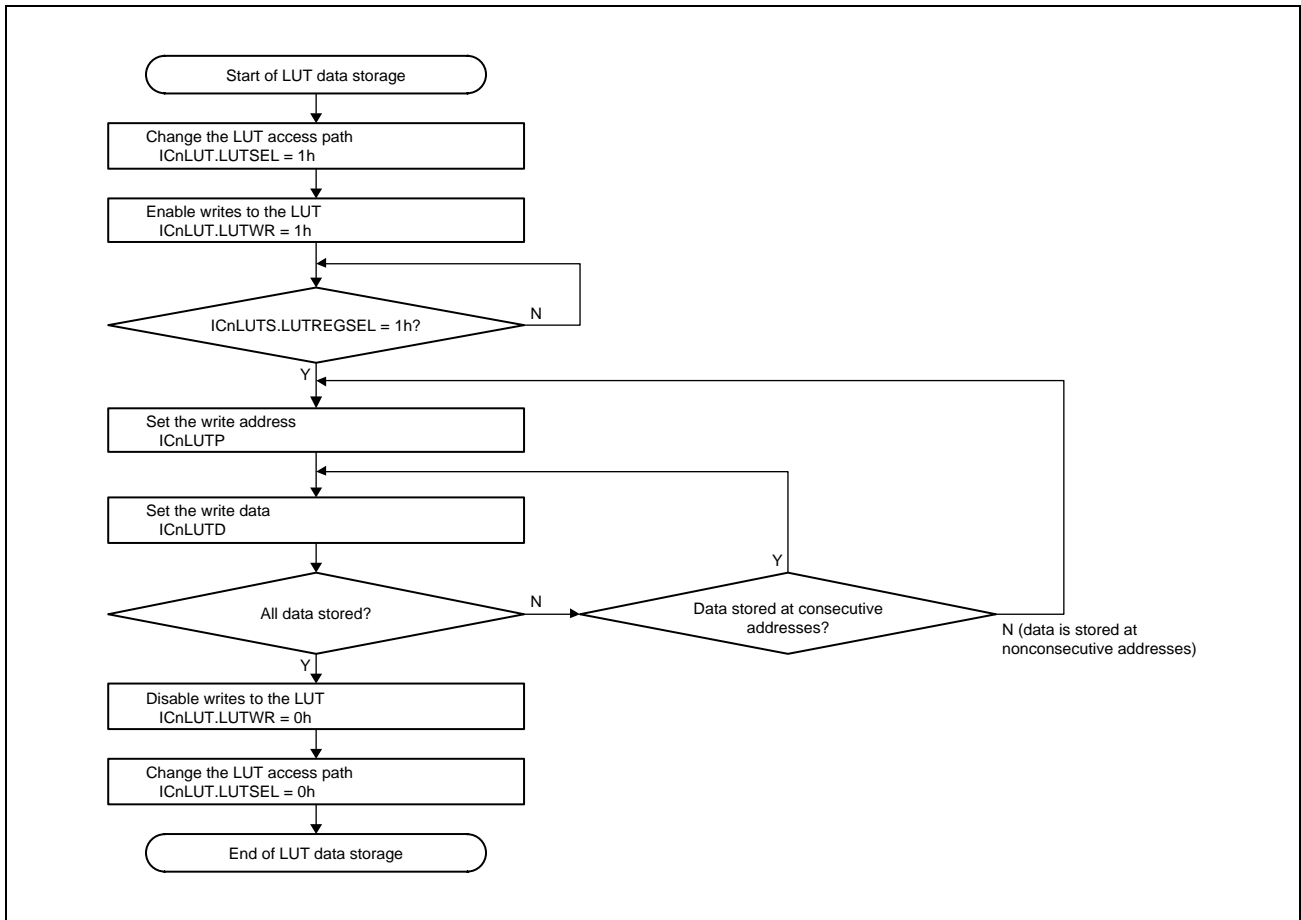 Start of LUT data storage
Change the LUT access path
ICnLUT.LUTSEL = 1h
Enable writes to the LUT
ICnLUT.LUTWR = 1h
ICnLUTS.LUTREGSEL = 1h?
N
Y
Set the write address
ICnLUTP
Set the write data
ICnLUTD
All data stored?
N
Y
Data stored at consecutive
addresses?
Y
N (data is stored at
nonconsecutive addresses)
Disable writes to the LUT
ICnLUT.LUTWR = 0h
Change the LUT access path
ICnLUT.LUTSEL = 0h
End of LUT data storage